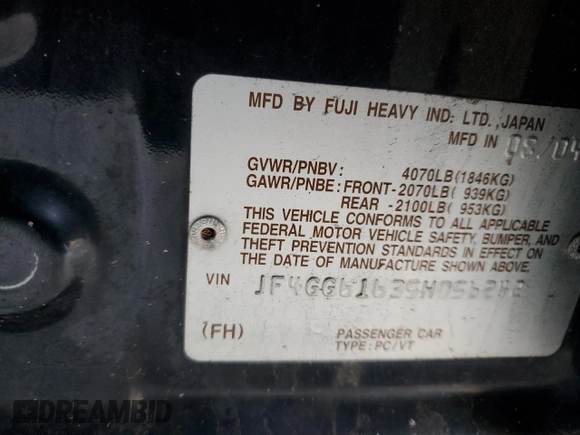 MFD BY FUJI HEAVY IND. LTD., JAPAN
MFD IN 09/04
GVWR/PNBV: 4070LB(1846KG)
GAWR/PNBE: FRONT-2070LB( 939KG)
REAR -2100LB( 953KG)
THIS VEHICLE CONFORMS TO ALL APPLICABLE
FEDERAL MOTOR VEHICLE SAFETY, BUMPER, AND
THEFT PREVENTION STANDARDS IN EFFECT ON
THE DATE OF MANUFACTURE SHOWN ABOVE.
VIN
(FH)
PASSENGER CAR
TYPE: PC/VT
DREAMBID